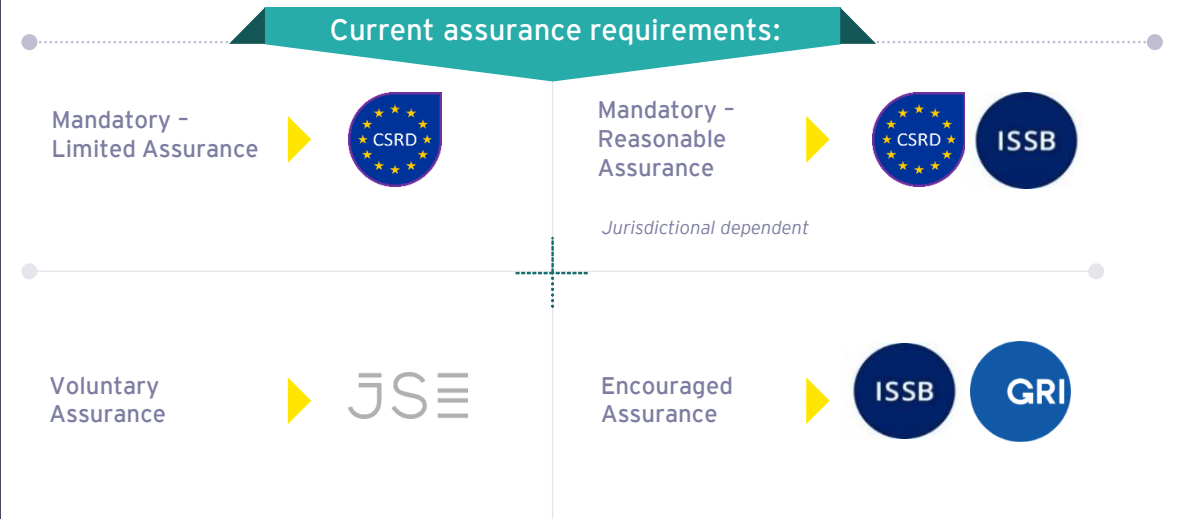 Current assurance requirements:
Mandatory –
Limited Assurance
CSRD
Mandatory –
Reasonable
Assurance
CSRD
ISSB
Jurisdictional dependent
Voluntary
Assurance
JSE
Encouraged
Assurance
ISSB
GRI